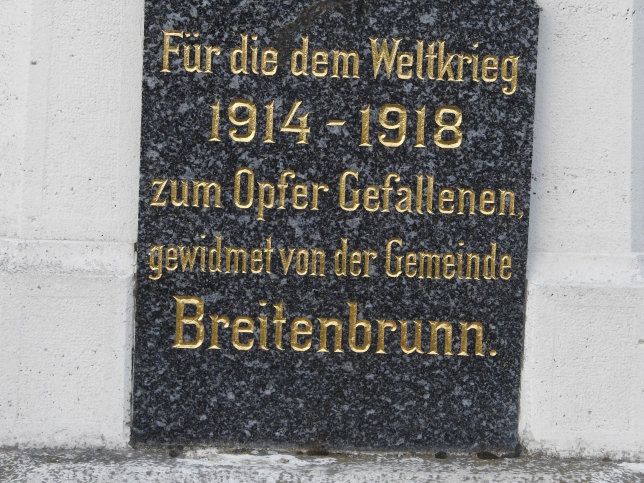 Für die dem Weltkrieg
1914 - 1918
zum Opfer Gefallenen,
gewidmet von der Gemeinde
Breitenbrunn.